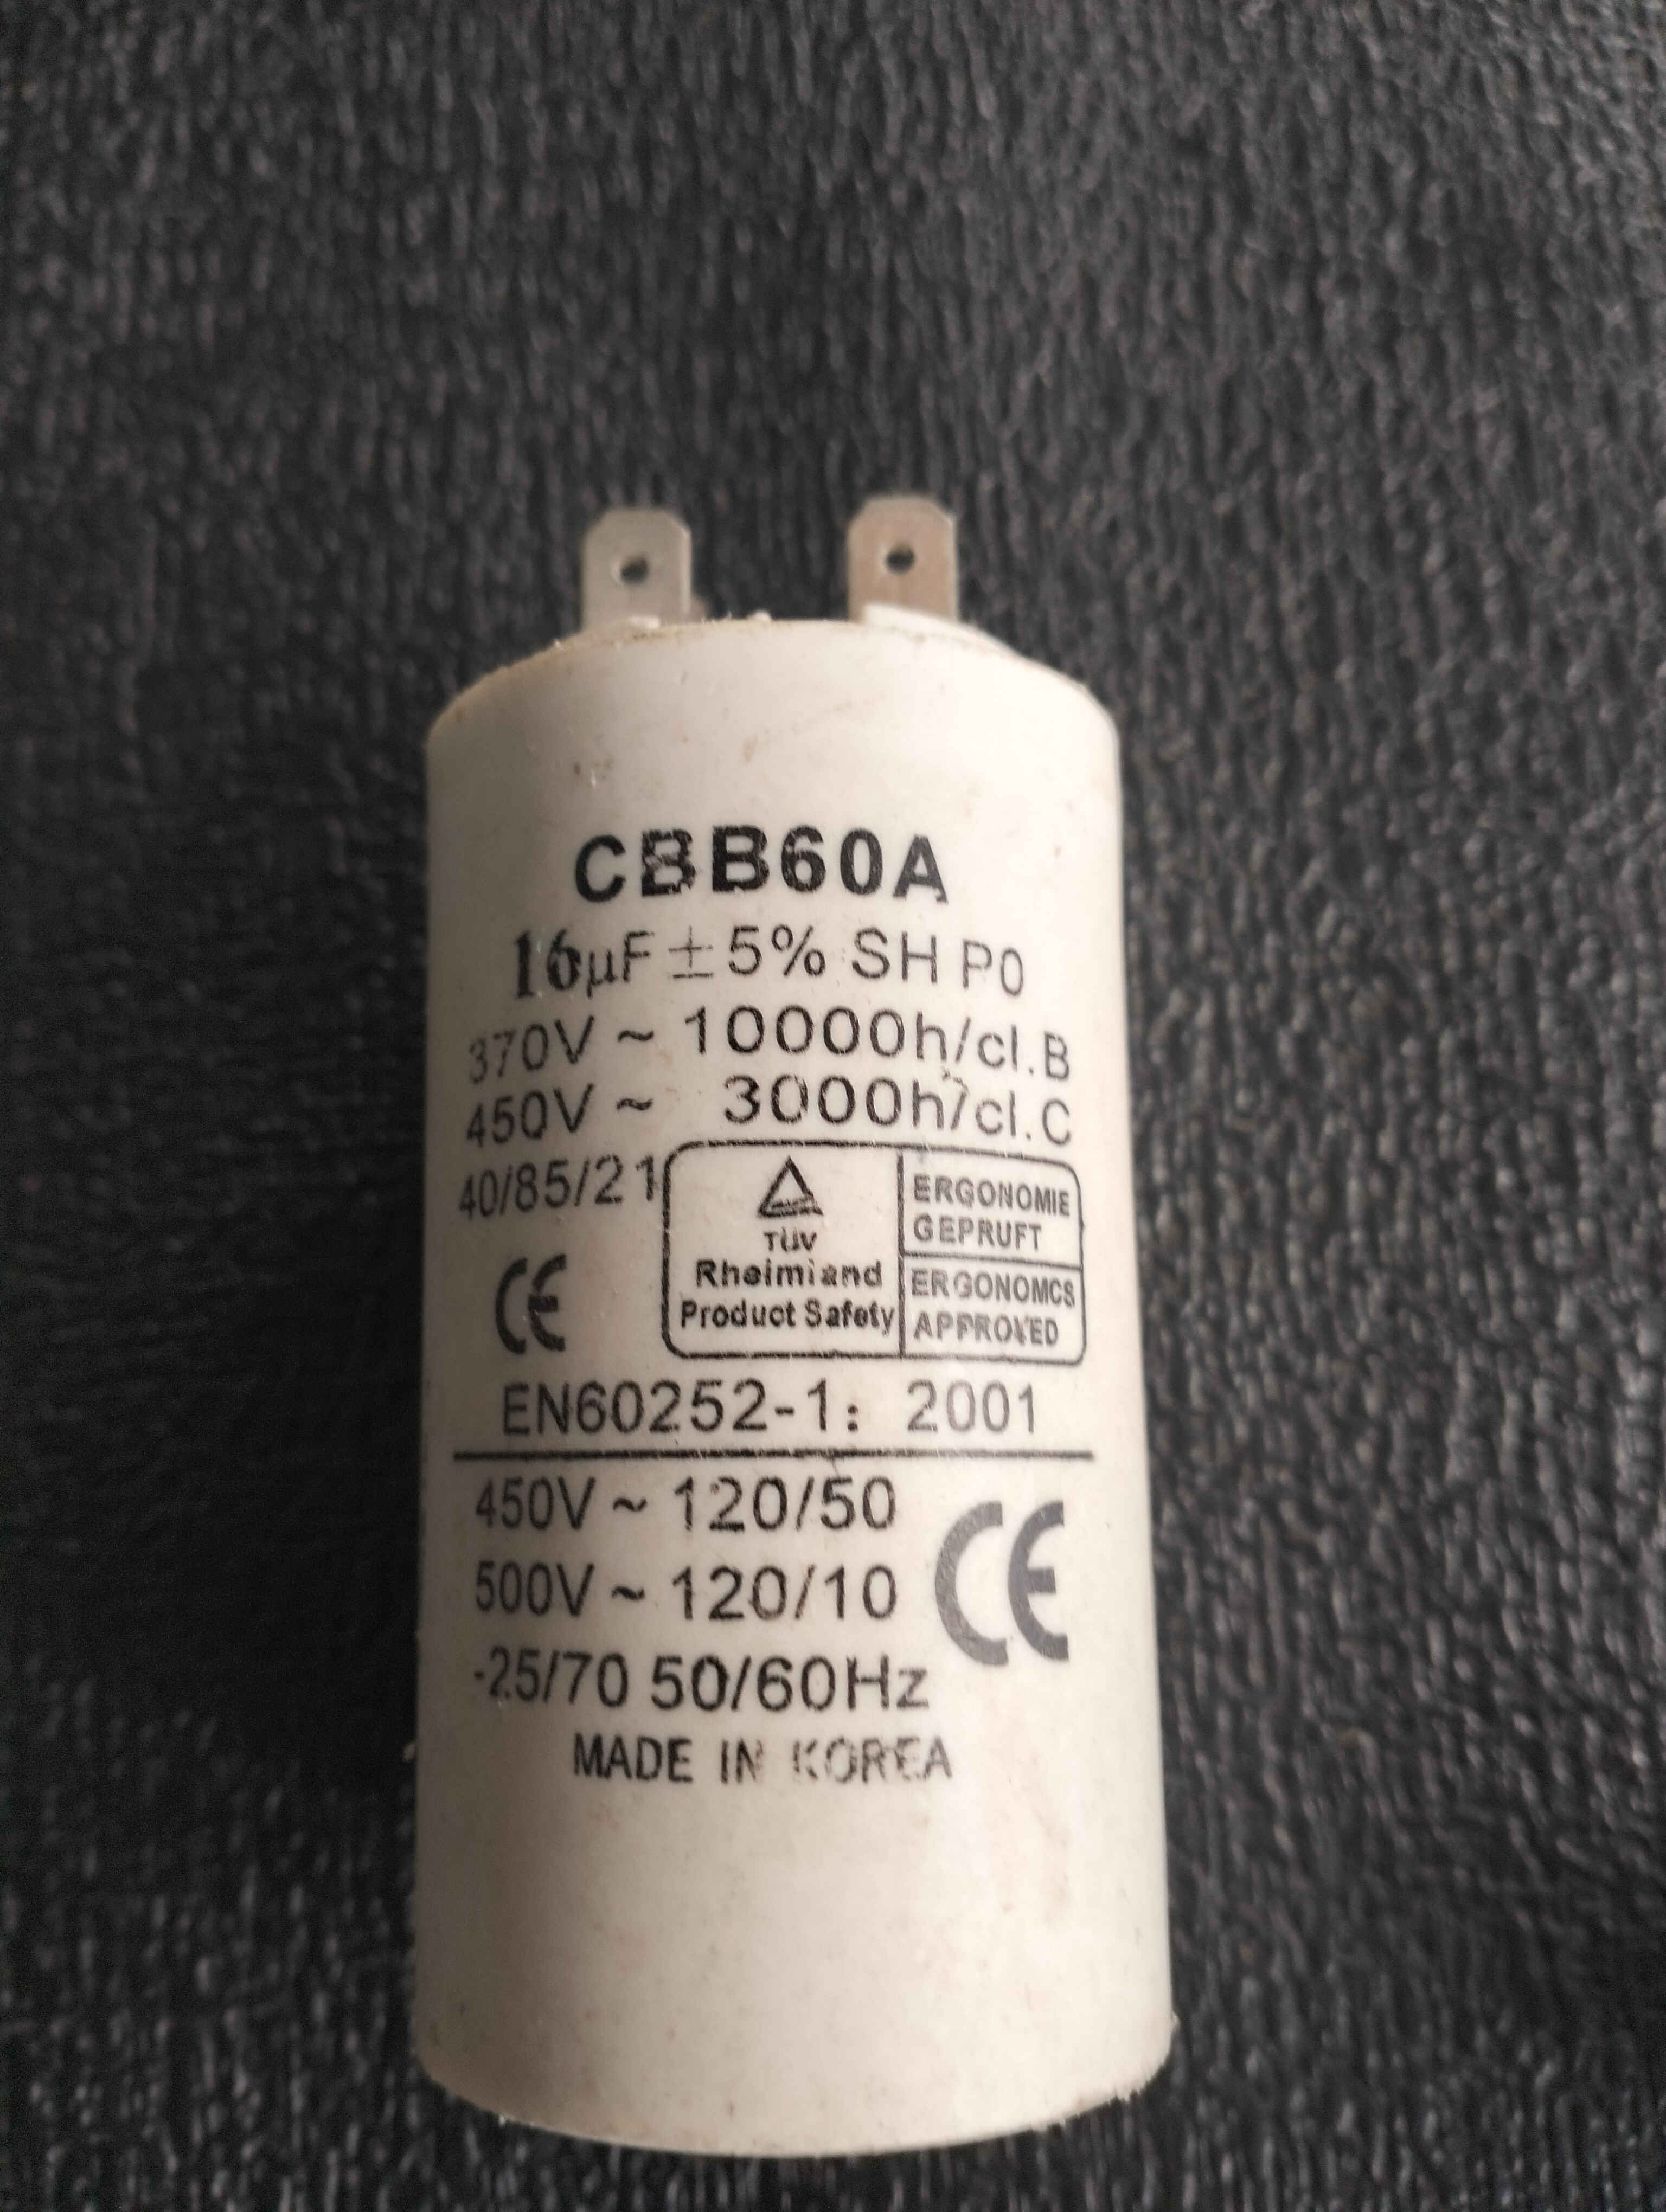 CBB60A
16µF ± 5% SH P0
370V ~ 10000h/cl.B
450V ~ 3000h/cl.C
40/85/21
TÜV
Rheimiand
Product Safety
ERGONOMIE
GEPRUFT
ERGONOMCS
APPROVED
CE
EN60252-1: 2001
450V ~ 120/50
500V ~ 120/10
CE
-25/70 50/60Hz
MADE IN KOREA